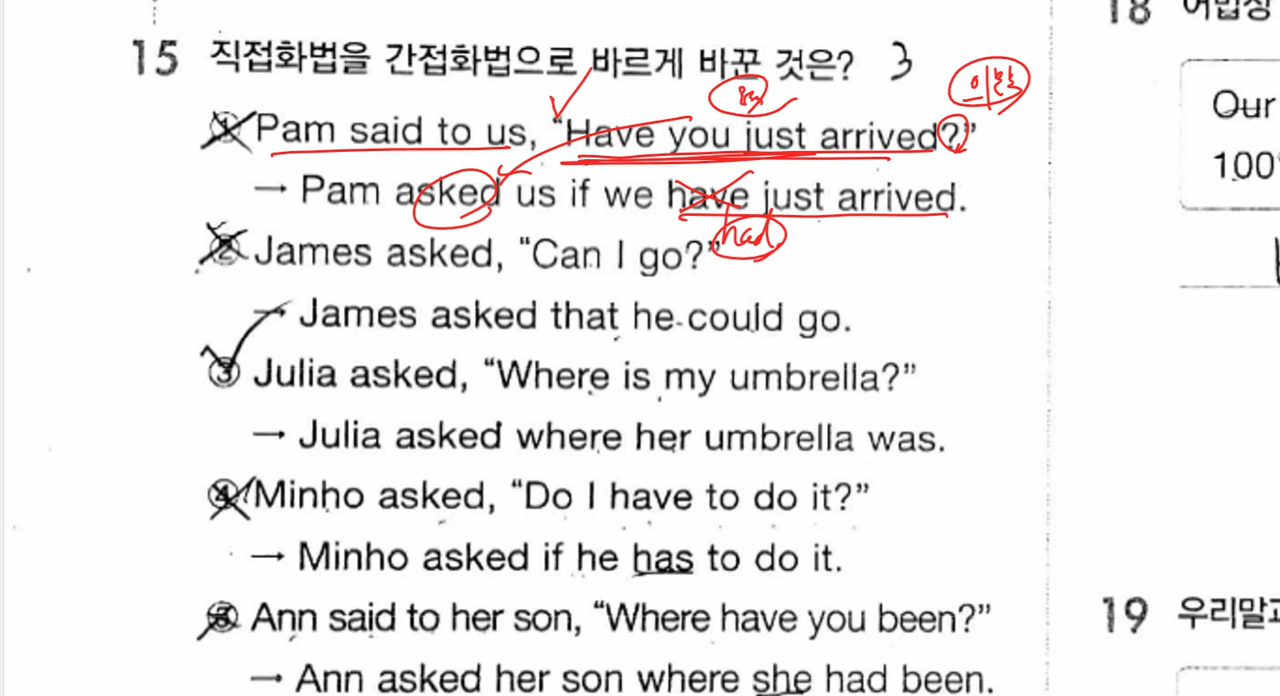 18 어법상
15 직접화법을 간접화법으로 바르게 바꾼 것은? 3
① Pam said to us, “Have you just arrived?”
→ Pam asked us if we have just arrived.
had
② James asked, “Can I go?”
→ James asked that he could go.
③ Julia asked, “Where is my umbrella?”
→ Julia asked where her umbrella was.
④ Minho asked, “Do I have to do it?”
→ Minho asked if he has to do it.
⑤ Ann said to her son, “Where have you been?”
→ Ann asked her son where she had been.
Our
100
19 우리말과